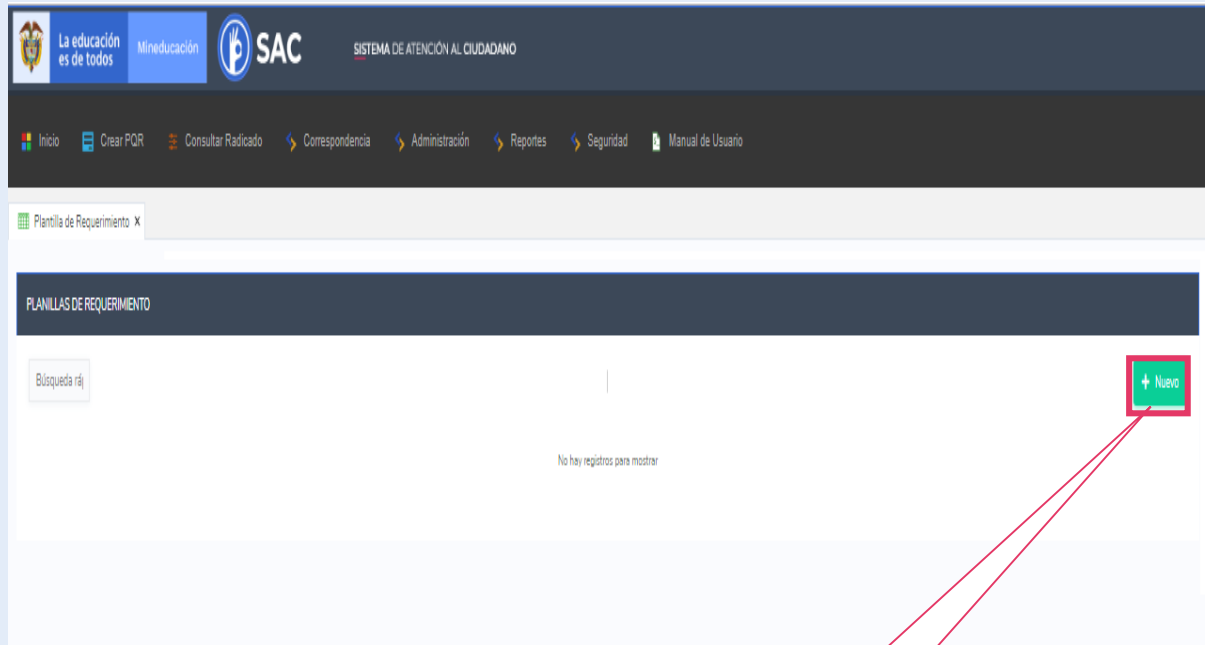 La educación
es de todos
Mineducación
SAC
SISTEMA DE ATENCIÓN AL CIUDADANO
Inicio Crear PQR Consultar Radicado Correspondencia Administración Reportes Seguridad Manual de Usuario
Plantilla de Requerimiento X
PLANILLAS DE REQUERIMIENTO
Búsqueda ráj
+ Nuevo
No hay registros para mostrar